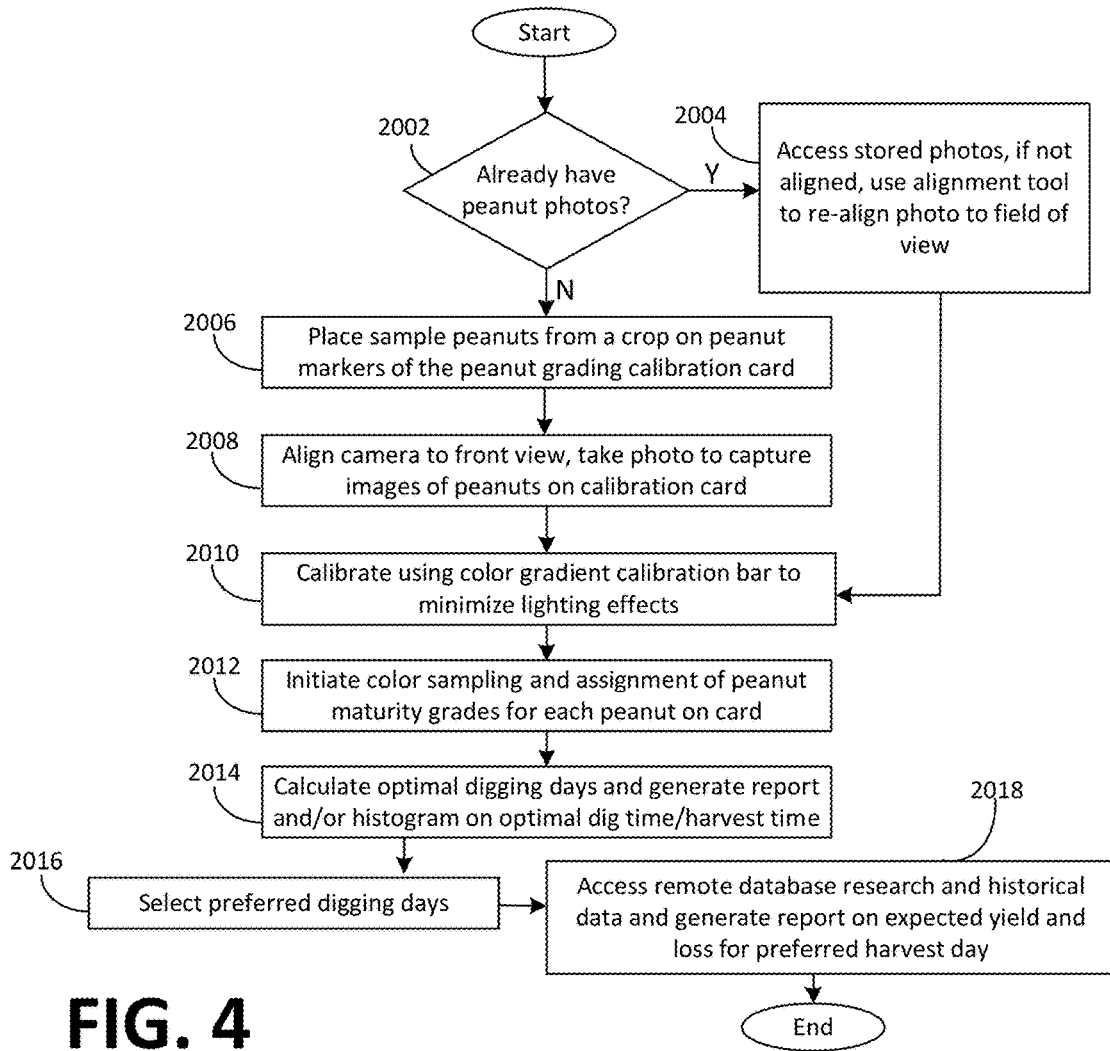 Start
2002
Already have
peanut photos?
Y
N
2004
Access stored photos, if not
aligned, use alignment tool
to re-align photo to field of
view
2006
Place sample peanuts from a crop on peanut
markers of the peanut grading calibration card
2008
Align camera to front view, take photo to capture
images of peanuts on calibration card
2010
Calibrate using color gradient calibration bar to
minimize lighting effects
2012
Initiate color sampling and assignment of peanut
maturity grades for each peanut on card
2014
Calculate optimal digging days and generate report
and/or histogram on optimal dig time/harvest time
2016
Select preferred digging days
2018
Access remote database research and historical
data and generate report on expected yield and
loss for preferred harvest day
End
FIG. 4